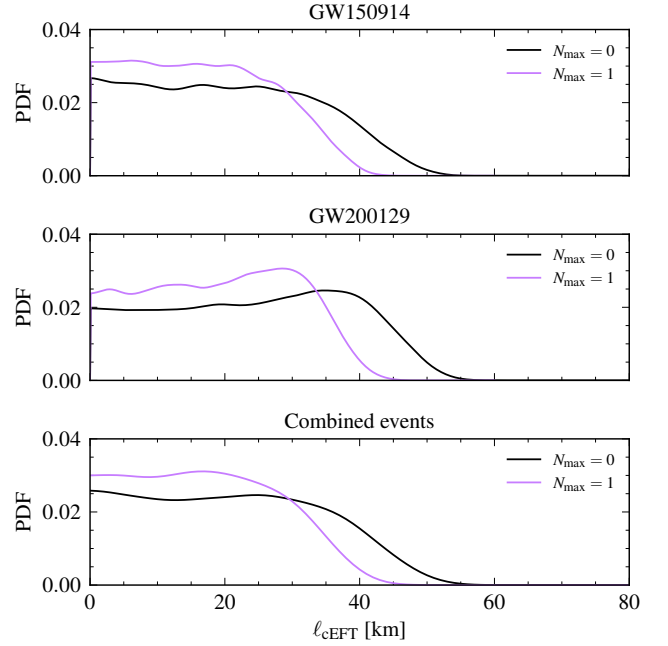 GW150914
0.04
0.02
0.00
PDF
N_max = 0
N_max = 1
GW200129
0.04
0.02
0.00
PDF
N_max = 0
N_max = 1
Combined events
0.04
0.02
0.00
PDF
N_max = 0
N_max = 1
0 20 40 60 80
ℓ_cEFT [km]